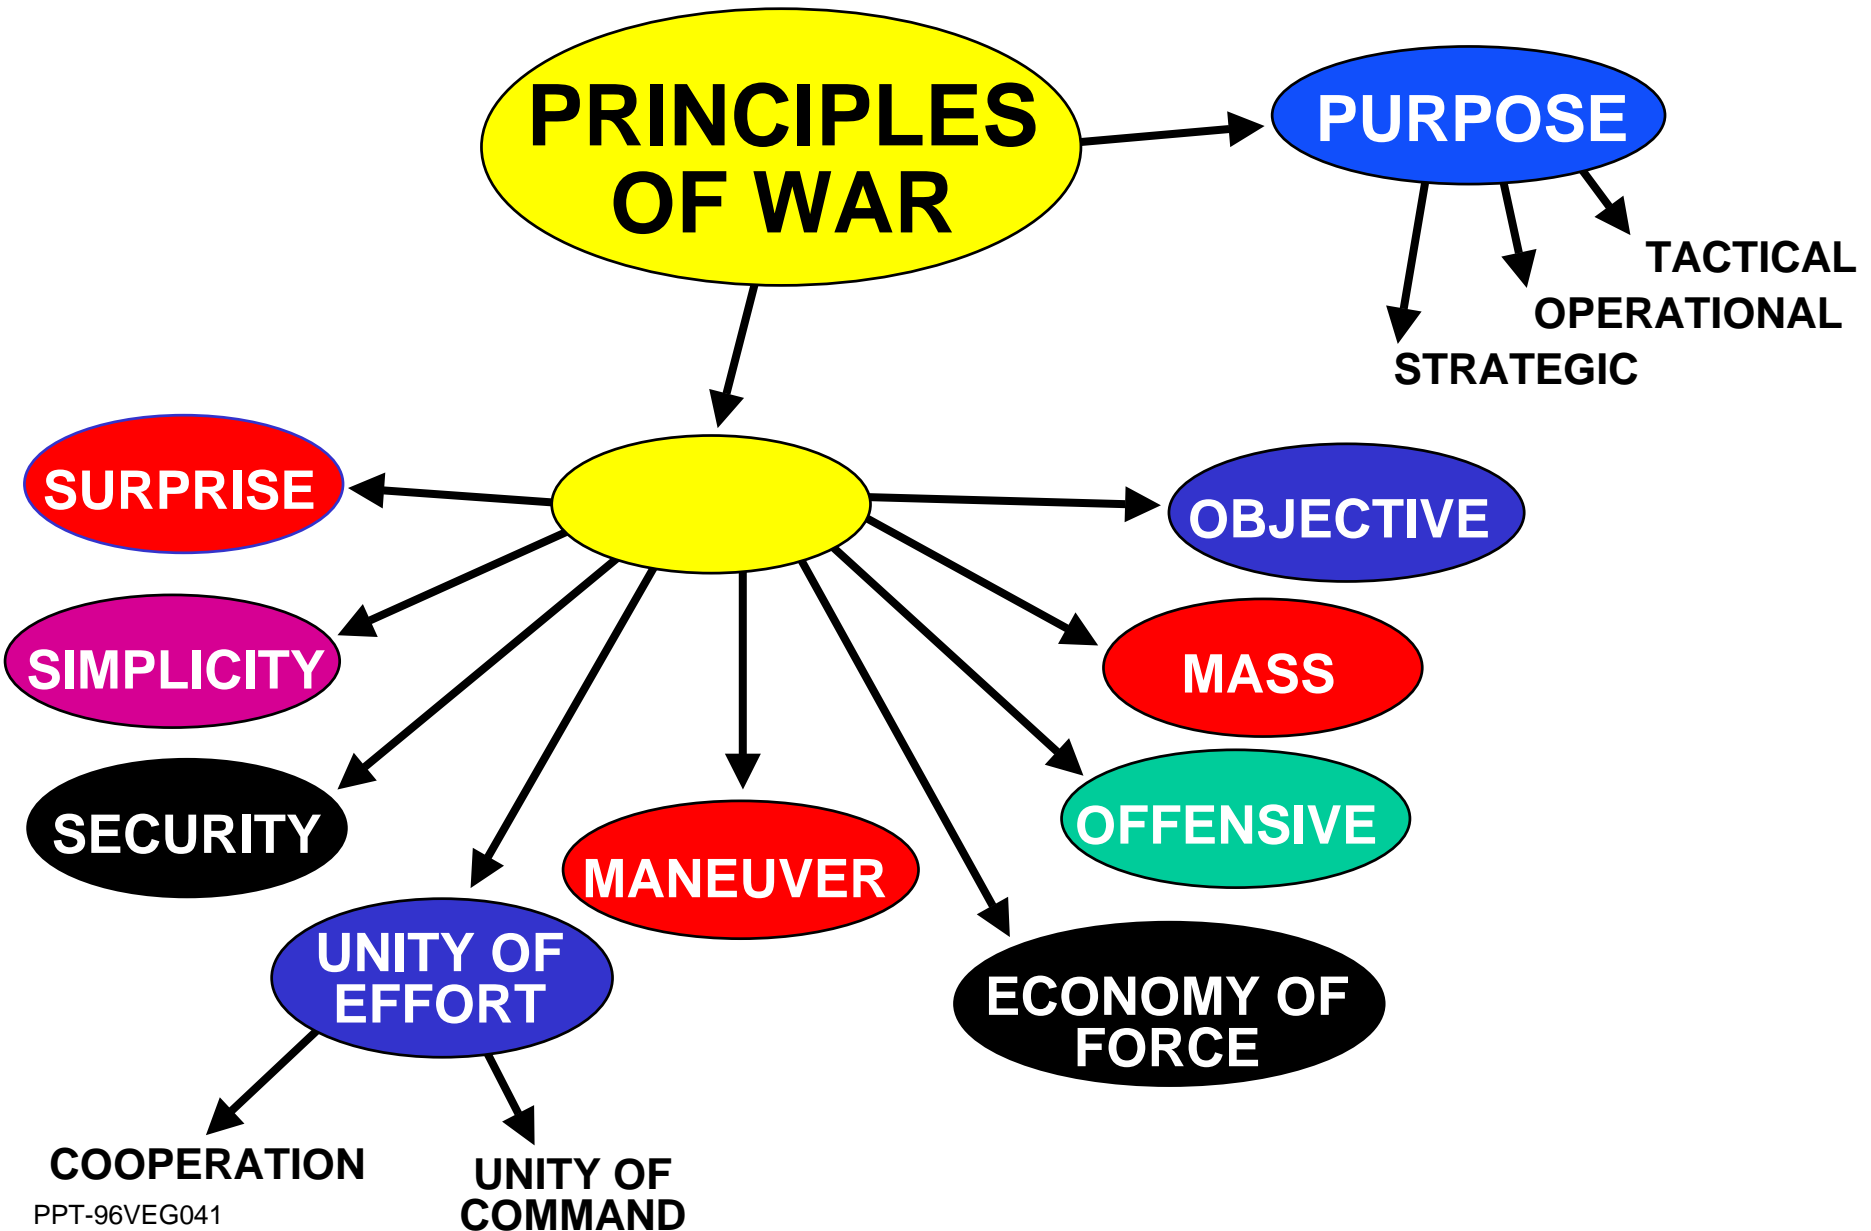 PRINCIPLES
OF WAR
PURPOSE
TACTICAL
OPERATIONAL
STRATEGIC
SURPRISE
OBJECTIVE
SIMPLICITY
MASS
SECURITY
OFFENSIVE
MANEUVER
UNITY OF
EFFORT
ECONOMY OF
FORCE
COOPERATION
UNITY OF
COMMAND
PPT-96VEG041